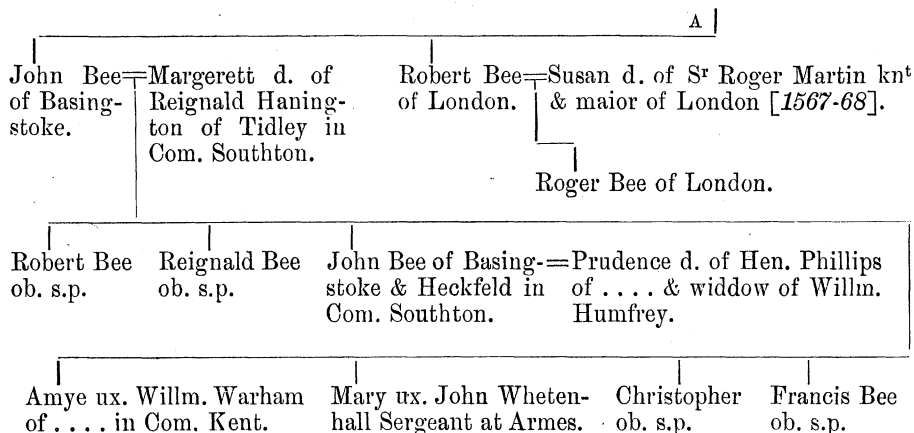 A
John Bee=Margerett d. of
of Basing-
stoke.
Reignald Haning-
ton of Tidley in
Com. Southton.
Robert Bee=Susan d. of Sʳ Roger Martin knᵗ
of London. & maior of London [1567-68].
Roger Bee of London.
Robert Bee
ob. s.p.
Reignald Bee
ob. s.p.
John Bee of Basing-=Prudence d. of Hen. Phillips
stoke & Heckfeld in
Com. Southton.
of . . . . & widdow of Willm.
Humfrey.
Amye ux. Willm. Warham
of . . . . in Com. Kent.
Mary ux. John Wheten-
hall Sergeant at Armes.
Christopher
ob. s.p.
Francis Bee
ob. s.p.